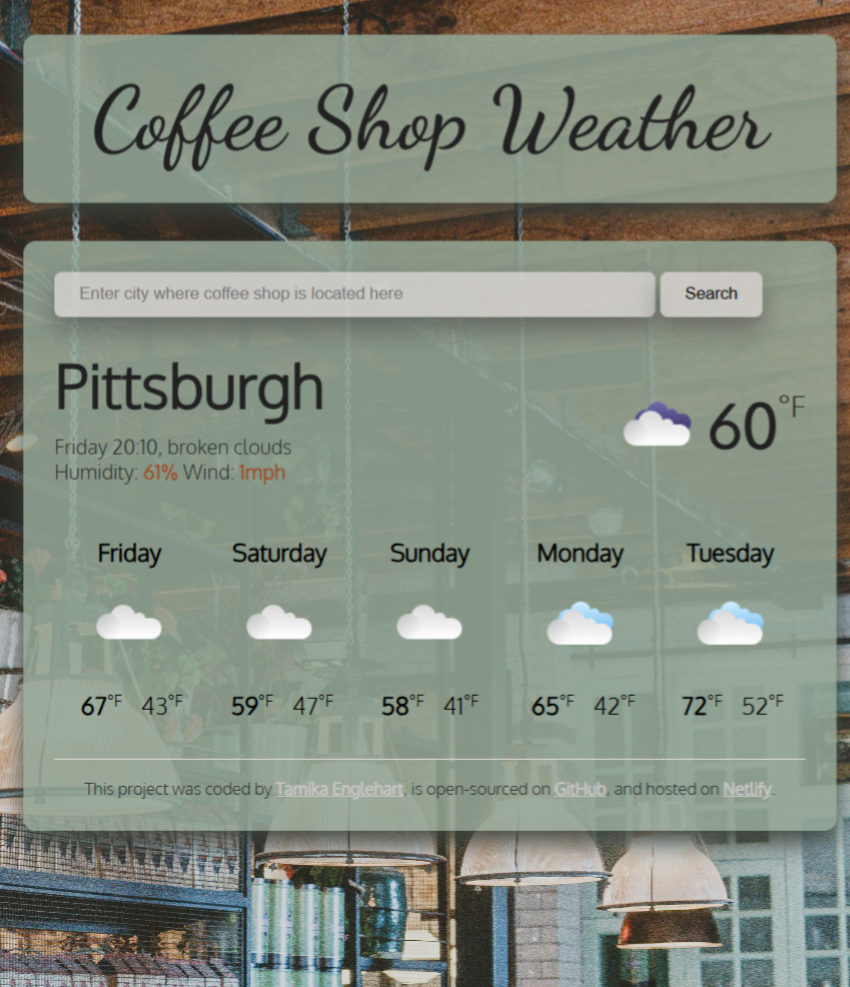 Coffee Shop Weather
Enter city where coffee shop is located here Search
Pittsburgh
60°F
Friday 20:10, broken clouds
Humidity: 61% Wind: 1mph
Friday Saturday Sunday Monday Tuesday
67°F 43°F 59°F 47°F 58°F 41°F 65°F 42°F 72°F 52°F
This project was coded by Tamika Englehart, is open-sourced on GitHub, and hosted on Netlify.